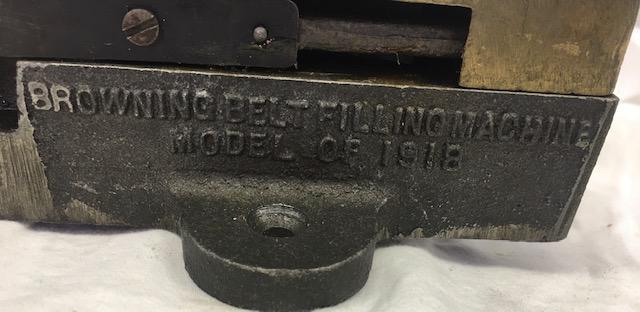 BROWNING BELT FILLING MACHINE
MODEL OF 1918